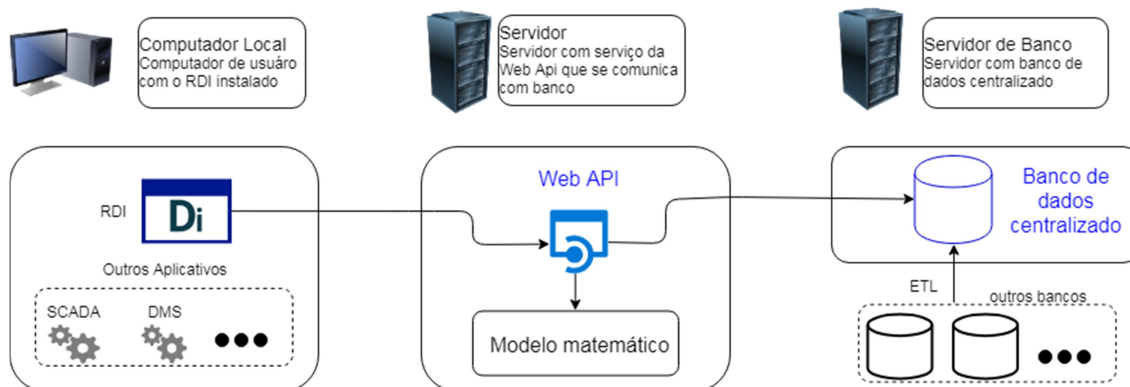 Computador Local
Computador de usuáro
com o RDI instalado
Servidor
Servidor com serviço da
Web Api que se comunica
com banco
Servidor de Banco
Servidor com banco de
dados centralizado
RDI
Di
Outros Aplicativos
SCADA
DMS
Web API
Modelo matemático
Banco de
dados
centralizado
ETL
outros bancos